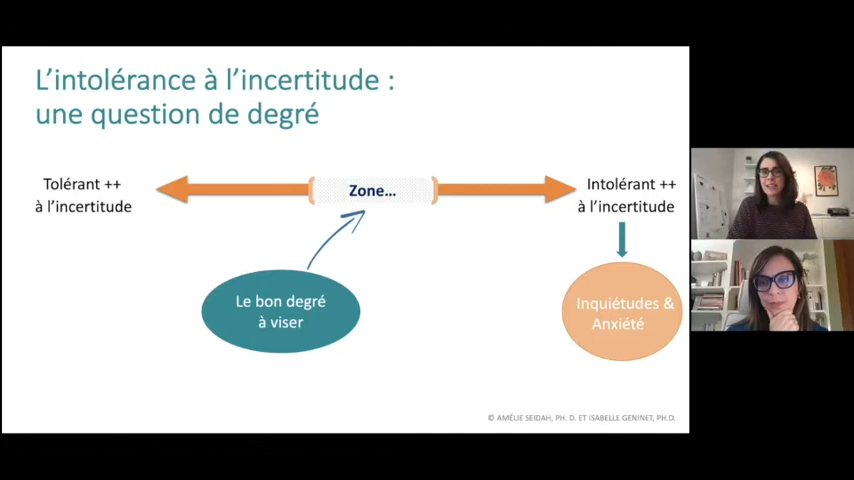 L'intolérance à l'incertitude :
une question de degré
Tolérant ++
à l'incertitude
Zone...
Intolérant ++
à l'incertitude
Le bon degré
à viser
Inquiétudes &
Anxiété
© AMÉLIE SEIDAH, PH. D. ET ISABELLE GENINET, PH.D.